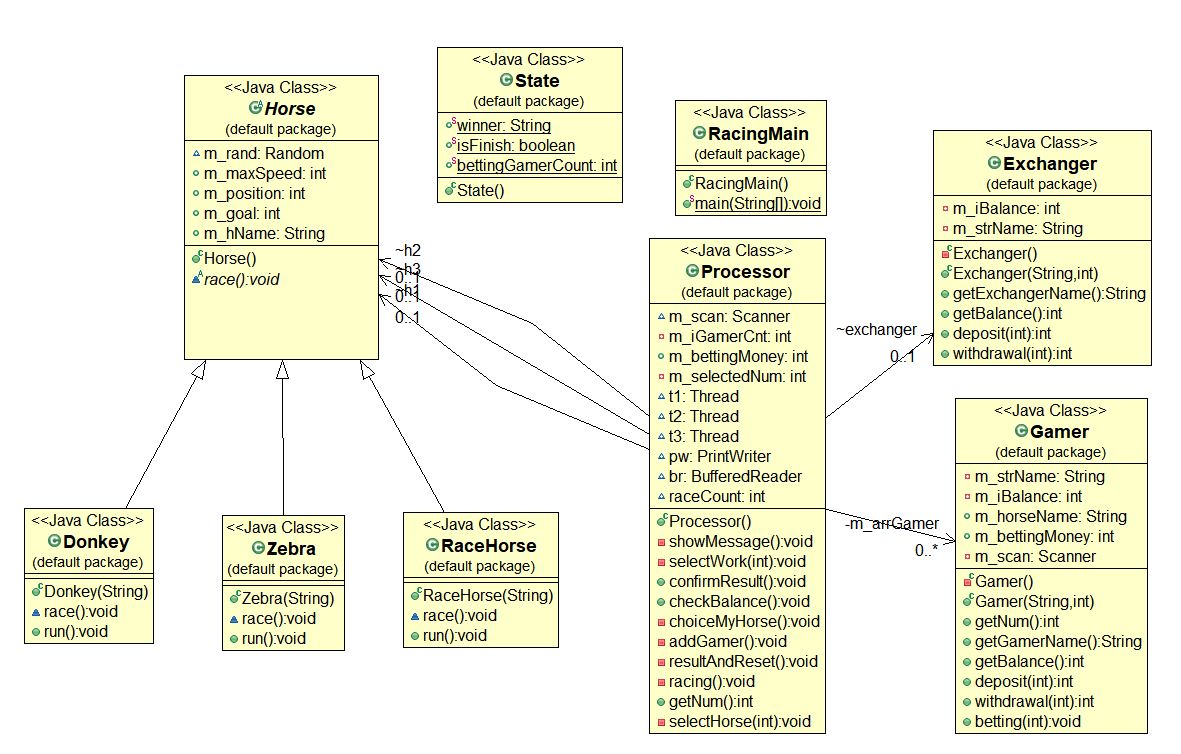 <<Java Class>>
Horse
(default package)
m_rand: Random
m_maxSpeed: int
m_position: int
m_goal: int
m_hName: String
Horse()
race():void
<<Java Class>>
State
(default package)
winner: String
isFinish: boolean
bettingGamerCount: int
State()
<<Java Class>>
RacingMain
(default package)
RacingMain()
main(String[]):void
<<Java Class>>
Exchanger
(default package)
m_iBalance: int
m_strName: String
Exchanger()
Exchanger(String,int)
getExchangerName():String
getBalance():int
deposit(int):int
withdrawal(int):int
~h2
~h3
0..1
~h1
0..1
0..1
<<Java Class>>
Processor
(default package)
m_scan: Scanner
m_iGamerCnt: int
m_bettingMoney: int
m_selectedNum: int
t1: Thread
t2: Thread
t3: Thread
pw: PrintWriter
br: BufferedReader
raceCount: int
Processor()
showMessage():void
selectWork(int):void
confirmResult():void
checkBalance():void
choiceMyHorse():void
addGamer():void
resultAndReset():void
racing():void
getNum():int
selectHorse(int):void
~exchanger
0..1
-m_arrGamer
0..*
<<Java Class>>
Gamer
(default package)
m_strName: String
m_iBalance: int
m_horseName: String
m_bettingMoney: int
m_scan: Scanner
Gamer()
Gamer(String,int)
getNum():int
getGamerName():String
getBalance():int
deposit(int):int
withdrawal(int):int
betting(int):void
<<Java Class>>
Donkey
(default package)
Donkey(String)
race():void
run():void
<<Java Class>>
Zebra
(default package)
Zebra(String)
race():void
run():void
<<Java Class>>
RaceHorse
(default package)
RaceHorse(String)
race():void
run():void